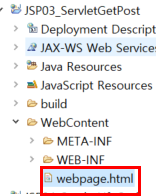 JSP03_ServletGetPost
Deployment Descript
JAX-WS Web Services
Java Resources
JavaScript Resources
build
WebContent
META-INF
WEB-INF
webpage.html